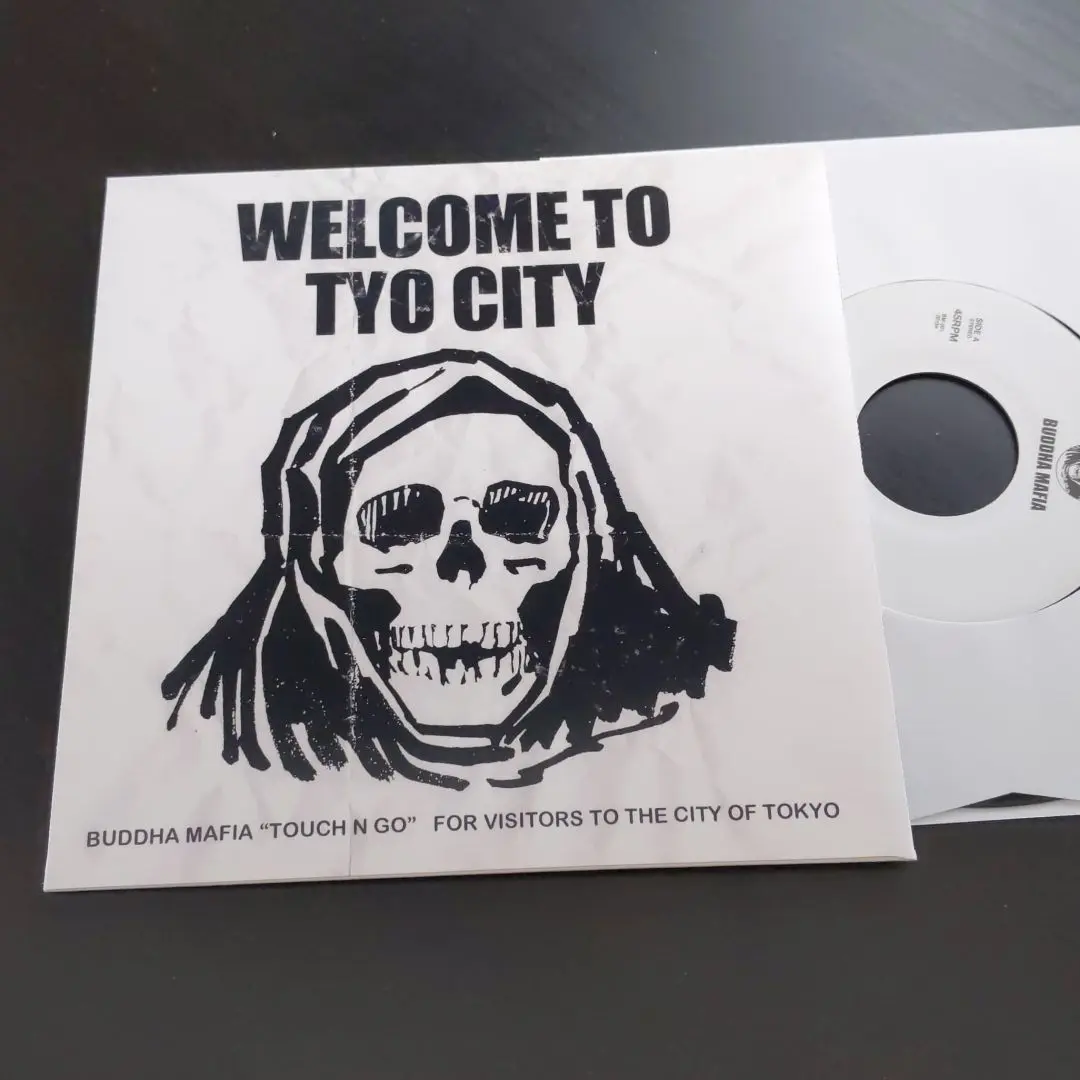 WELCOME TO
TYO CITY
BUDDHA MAFIA “TOUCH N GO” FOR VISITORS TO THE CITY OF TOKYO
SIDE A
STEREO
45RPM
BUDDHA MAFIA